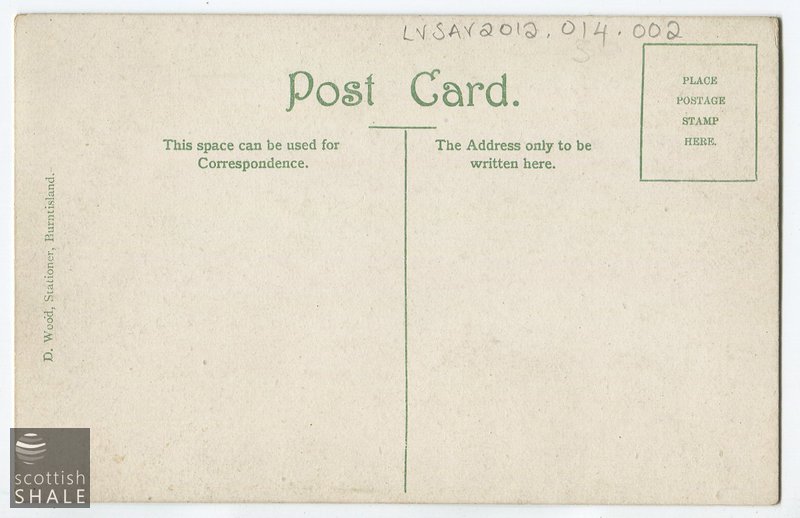 LVSAV2012.014.002
Post Card.
PLACE
POSTAGE
STAMP
HERE.
This space can be used for
Correspondence.
The Address only to be
written here.
D. Wood, Stationer, Burntisland.
scottish
SHALE